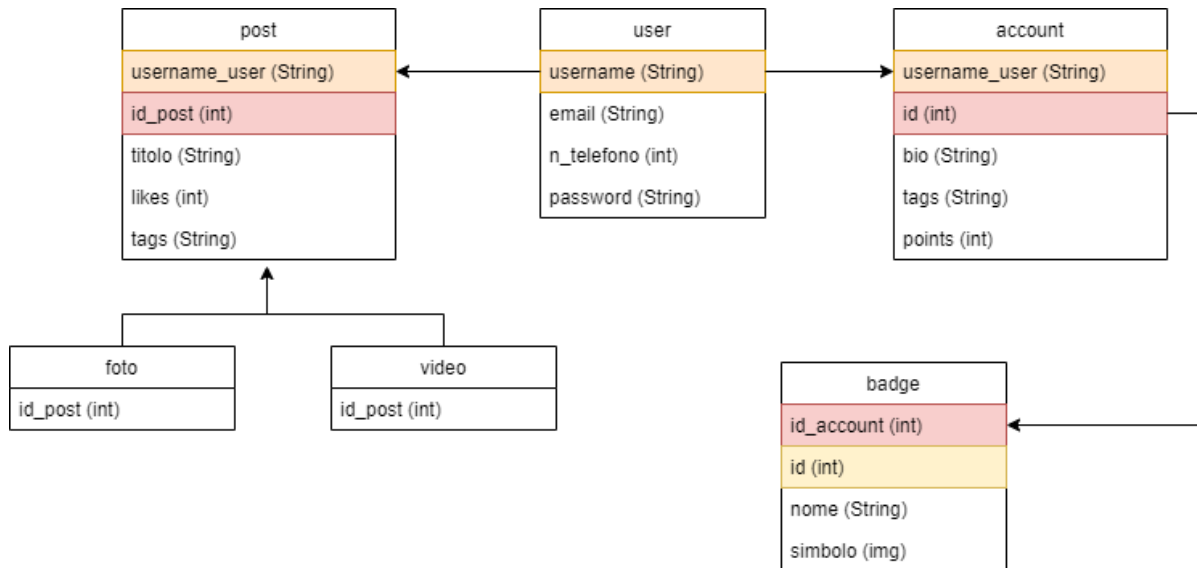 post
username_user (String)
id_post (int)
titolo (String)
likes (int)
tags (String)
user
username (String)
email (String)
n_telefono (int)
password (String)
account
username_user (String)
id (int)
bio (String)
tags (String)
points (int)
foto
id_post (int)
video
id_post (int)
badge
id_account (int)
id (int)
nome (String)
simbolo (img)